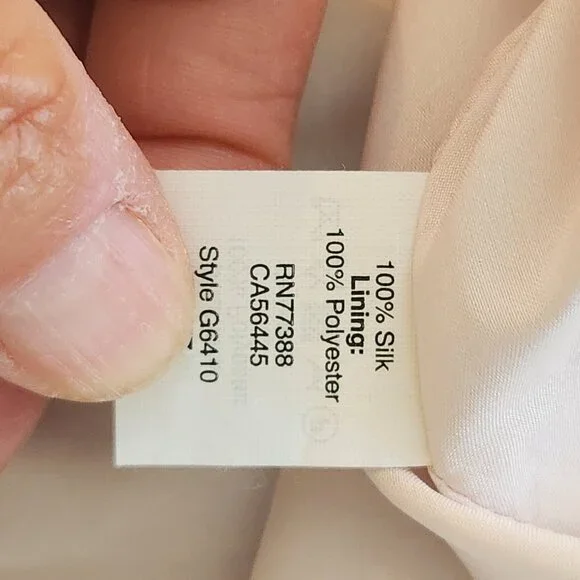 100% Silk
Lining:
100% Polyester
RN77388
CA56445
Style G6410